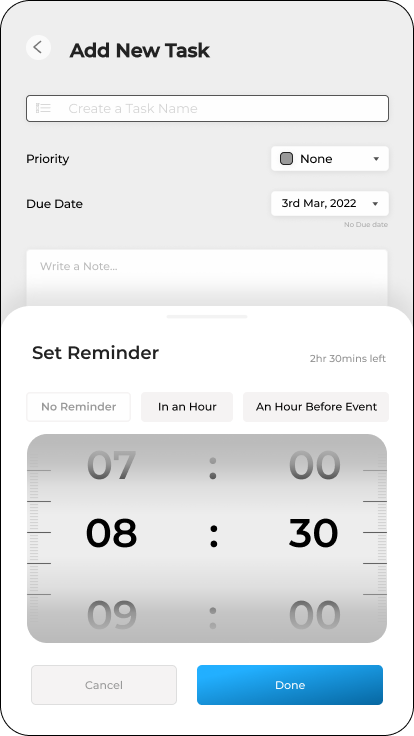 Add New Task
Create a Task Name
Priority
None
Due Date
3rd Mar, 2022
No Due date
Write a Note...
Set Reminder
2hr 30mins left
No Reminder
In an Hour
An Hour Before Event
07 : 00
08 : 30
09 : 00
Cancel
Done